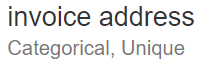 invoice address
Categorical, Unique